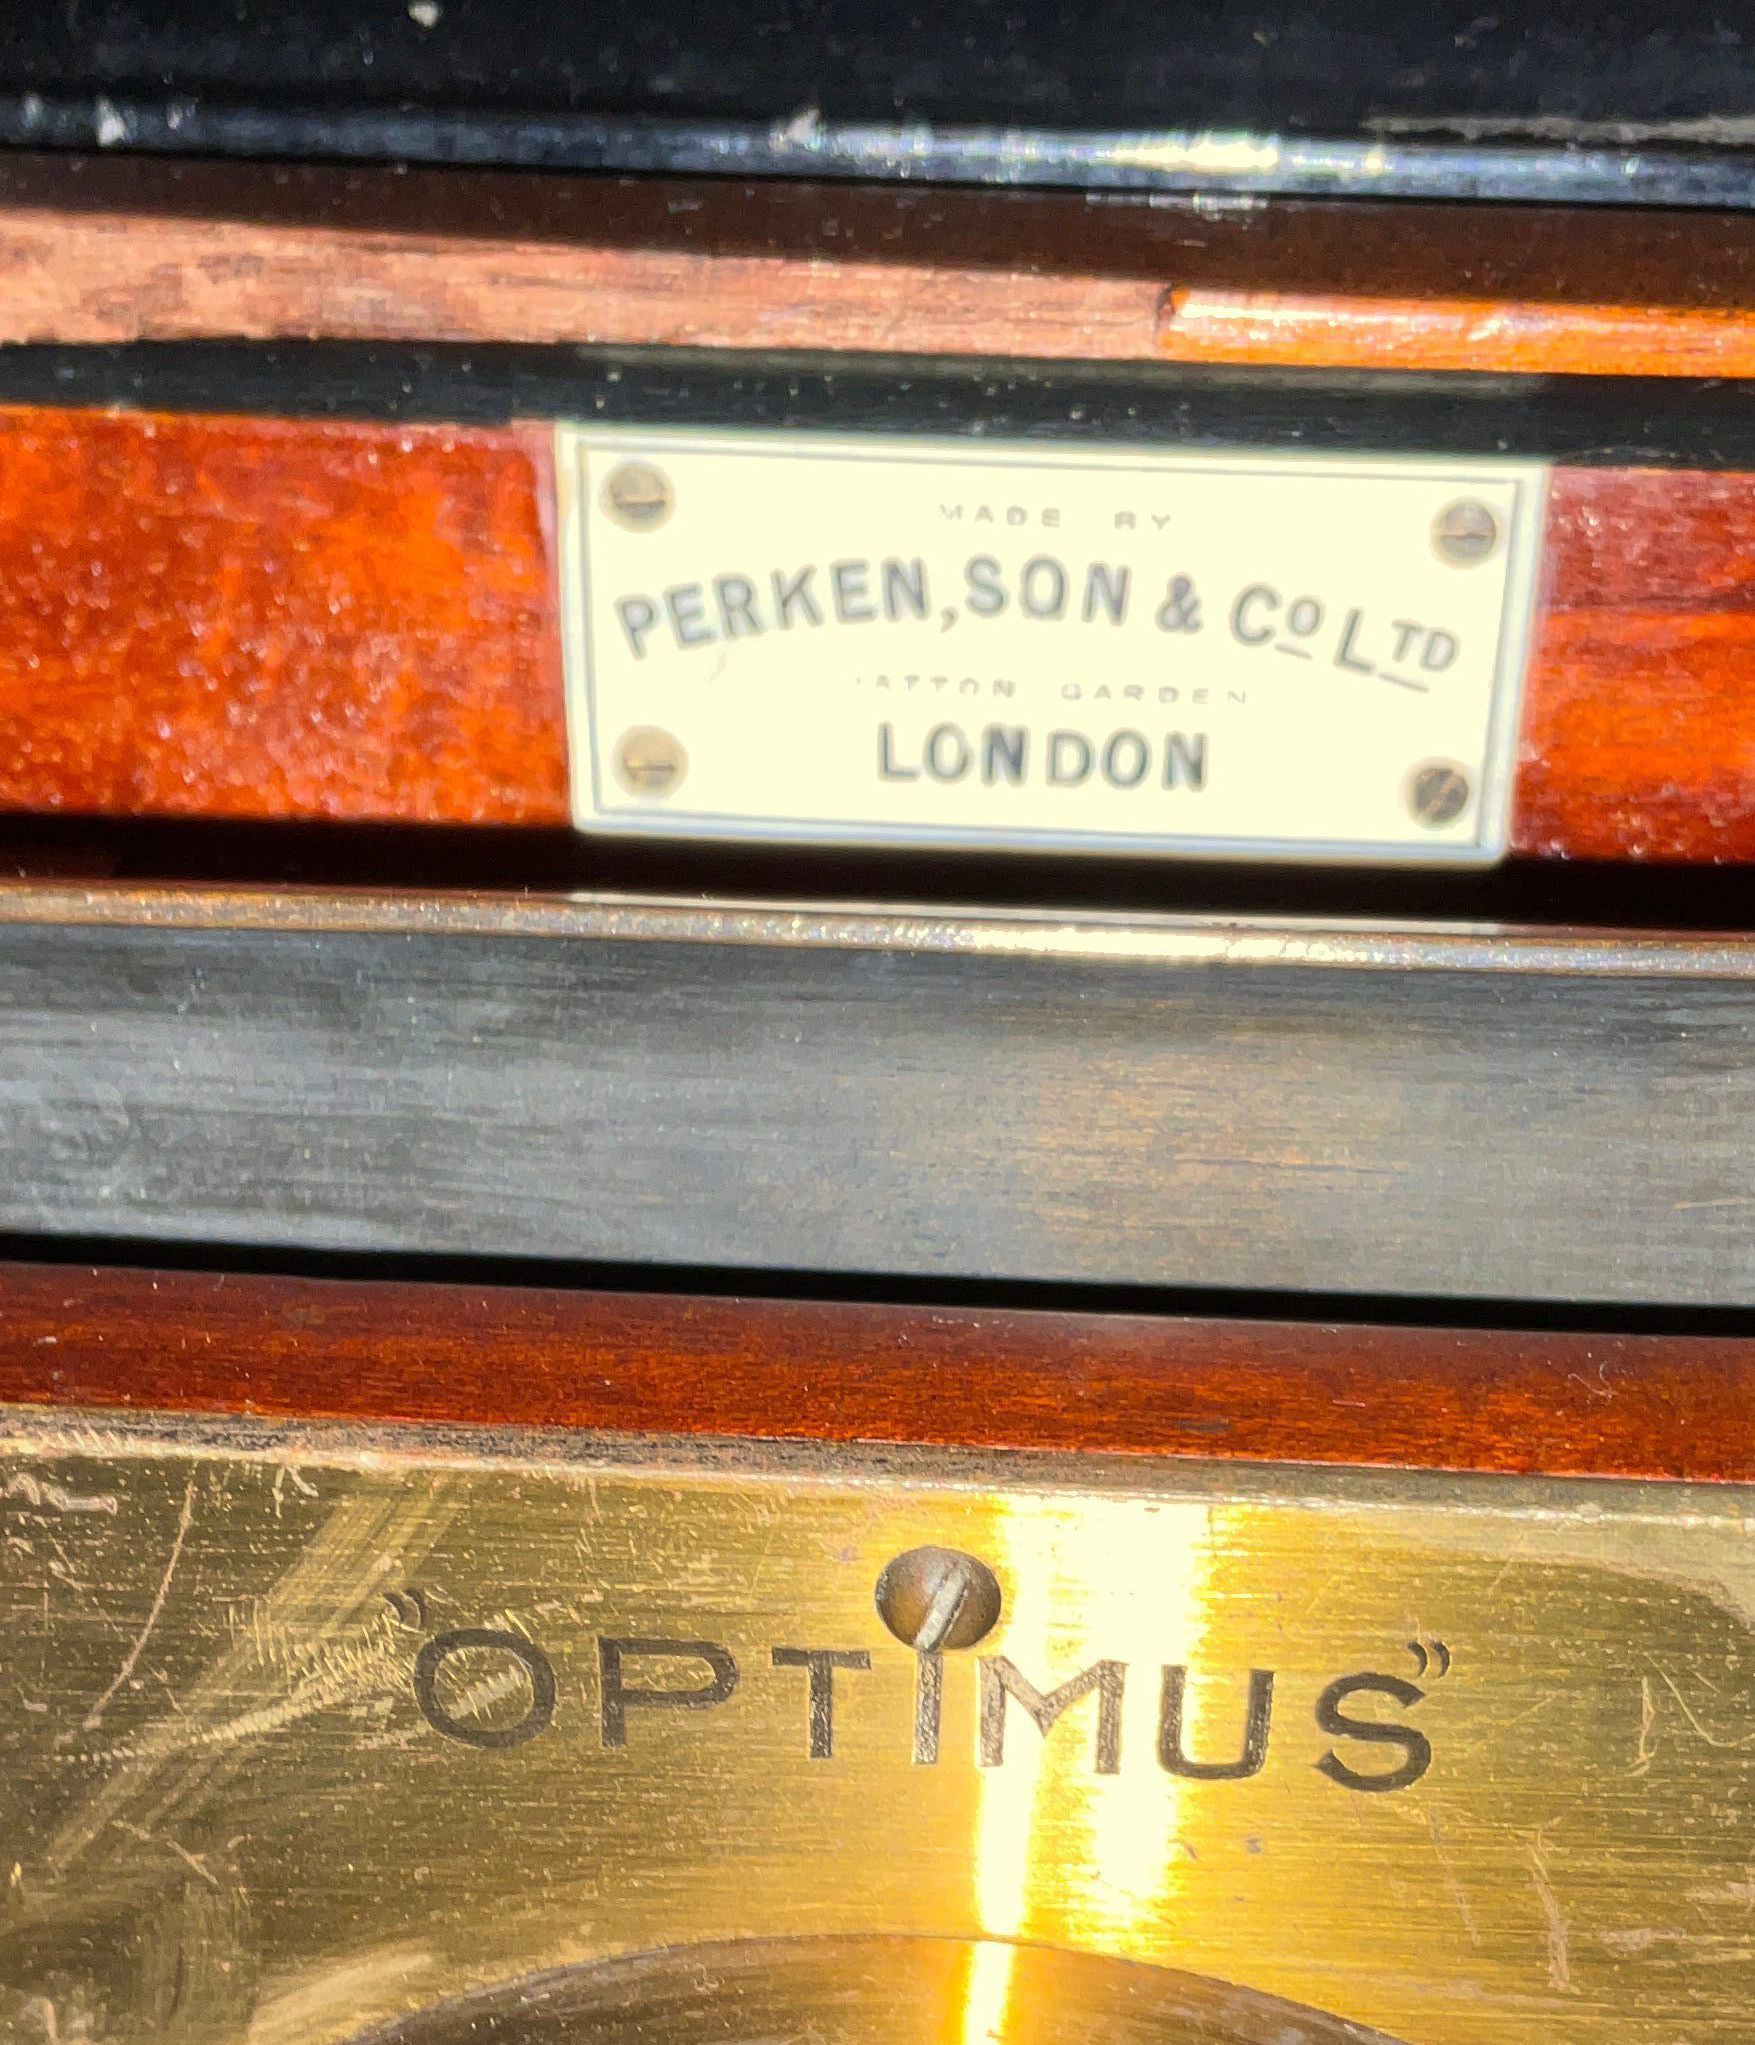 MADE BY
PERKEN, SON & Co LTD
HATTON GARDEN
LONDON
"OPTIMUS"